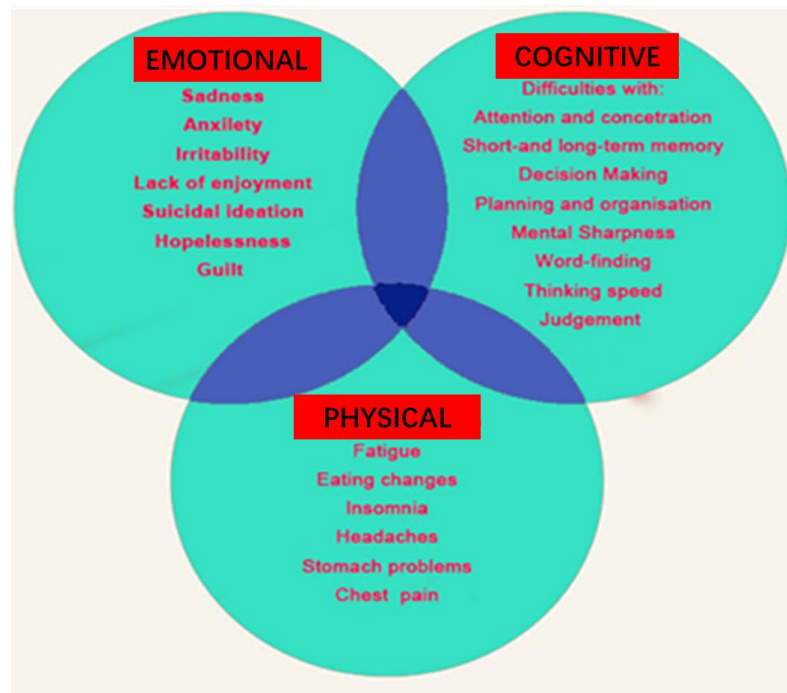 EMOTIONAL
Sadness
Anxilety
Irritability
Lack of enjoyment
Suicidal ideation
Hopelessness
Guilt
COGNITIVE
Difficulties with:
Attention and concetration
Short-and long-term memory
Decision Making
Planning and organisation
Mental Sharpness
Word-finding
Thinking speed
Judgement
PHYSICAL
Fatigue
Eating changes
Insomnia
Headaches
Stomach problems
Chest pain